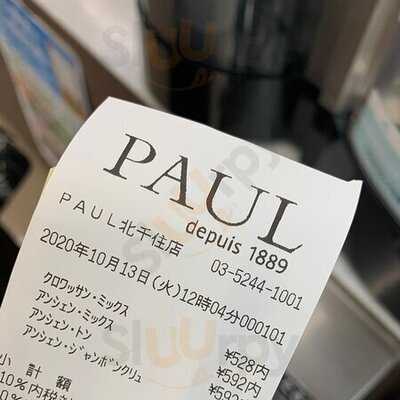 PAUL
depuis 1889
PAUL北千住店
03-5244-1001
2020年10月13日(火)12時04分000101
クロワッサン・ミックス
¥528内
アンシェン・ミックス
¥592内
アンシェン・トン
アンシェン・ジャンボンクリュ
小 計 額
10%内税
Sluurpy